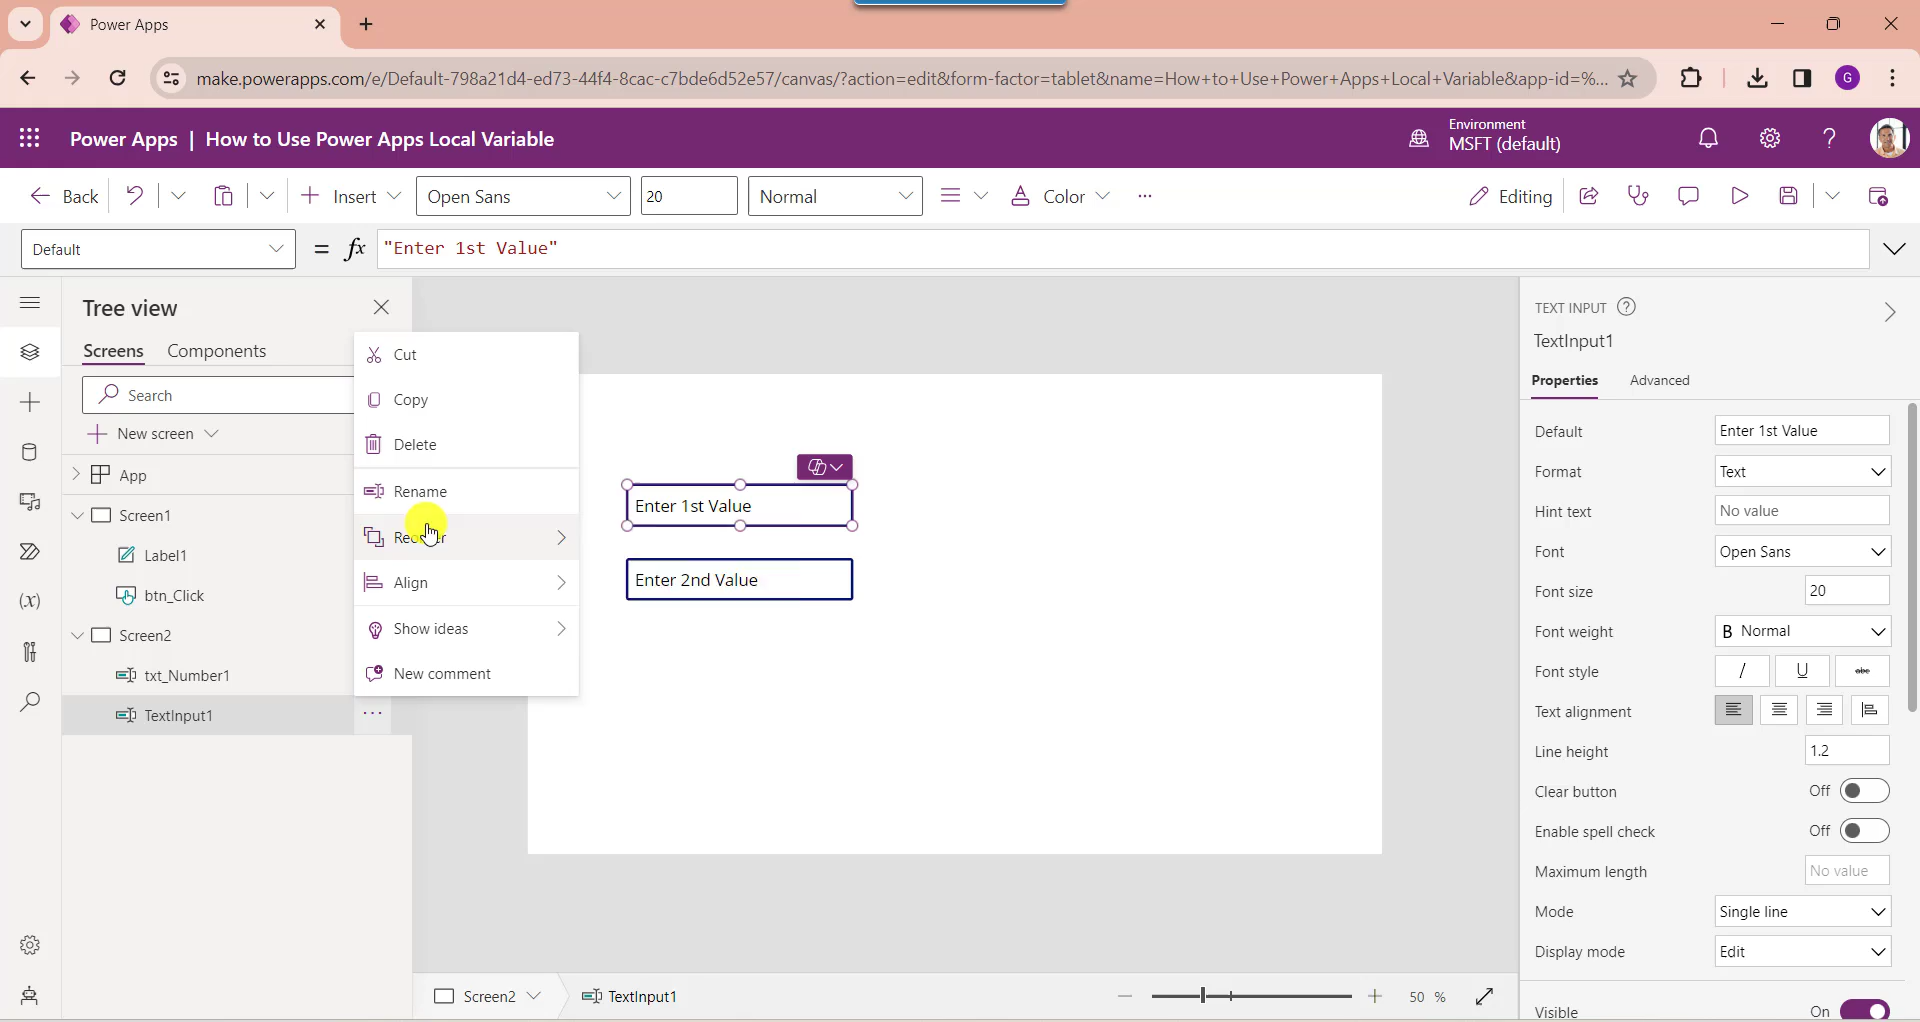 Power Apps
make.powerapps.com/e/Default-798a21d4-ed73-44f4-8cac-c7bde6d52e57/canvas/?action=edit&form-factor=tablet&name=How+to+Use+Power+Apps+Local+Variable&app-id=%...
G
Power Apps | How to Use Power Apps Local Variable
Environment
MSFT (default)
Back
Insert
Open Sans
20
Normal
Color
Editing
Default
= fx "Enter 1st Value"
Tree view
Screens
Components
Search
New screen
App
Screen1
Label1
btn_Click
Screen2
txt_Number1
TextInput1
Cut
Copy
Delete
Rename
Align
Show ideas
New comment
Enter 1st Value
Enter 2nd Value
Screen2
TextInput1
50 %
TEXT INPUT
TextInput1
Properties
Advanced
Default
Enter 1st Value
Format
Text
Hint text
No value
Font
Open Sans
Font size
20
Font weight
B Normal
Font style
/ U abc
Text alignment
Line height
1.2
Clear button
Off
Enable spell check
Off
Maximum length
No value
Mode
Single line
Display mode
Edit
Visible
On